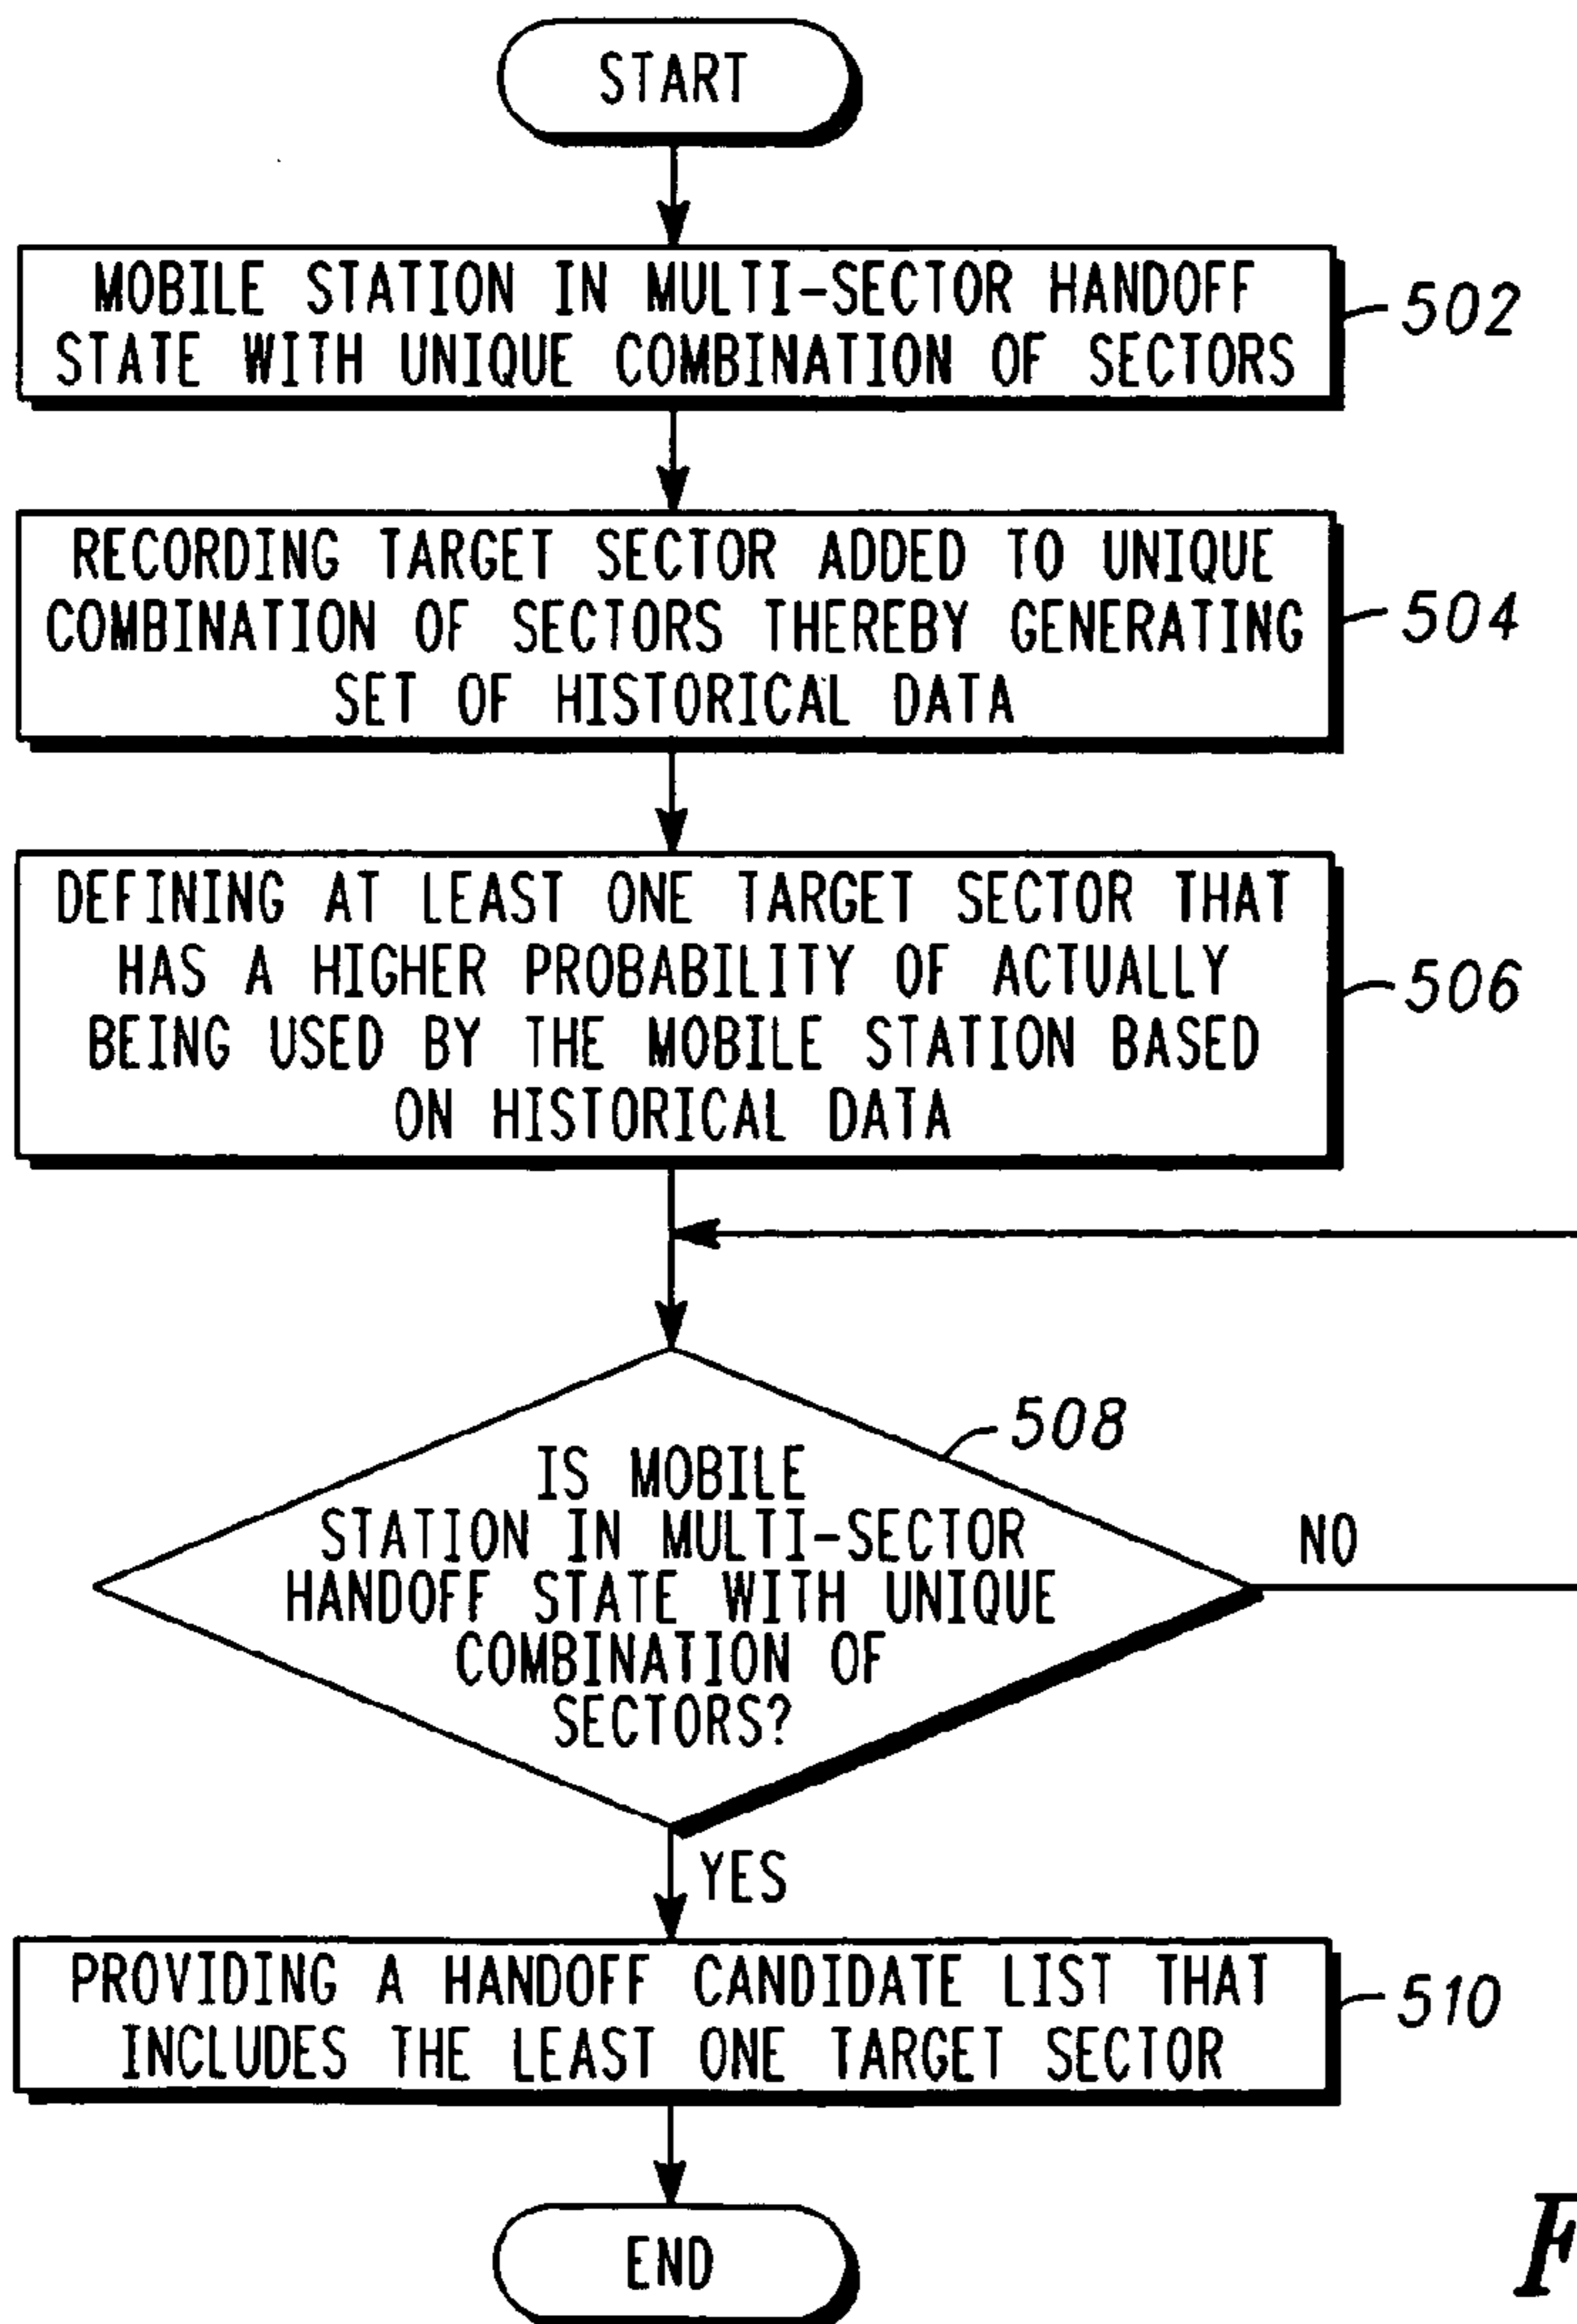 START
MOBILE STATION IN MULTI-SECTOR HANDOFF
STATE WITH UNIQUE COMBINATION OF SECTORS
502
RECORDING TARGET SECTOR ADDED TO UNIQUE
COMBINATION OF SECTORS THEREBY GENERATING
SET OF HISTORICAL DATA
504
DEFINING AT LEAST ONE TARGET SECTOR THAT
HAS A HIGHER PROBABILITY OF ACTUALLY
BEING USED BY THE MOBILE STATION BASED
ON HISTORICAL DATA
506
508
IS MOBILE
STATION IN MULTI-SECTOR
HANDOFF STATE WITH UNIQUE
COMBINATION OF
SECTORS?
NO
YES
PROVIDING A HANDOFF CANDIDATE LIST THAT
INCLUDES THE LEAST ONE TARGET SECTOR
510
END
F